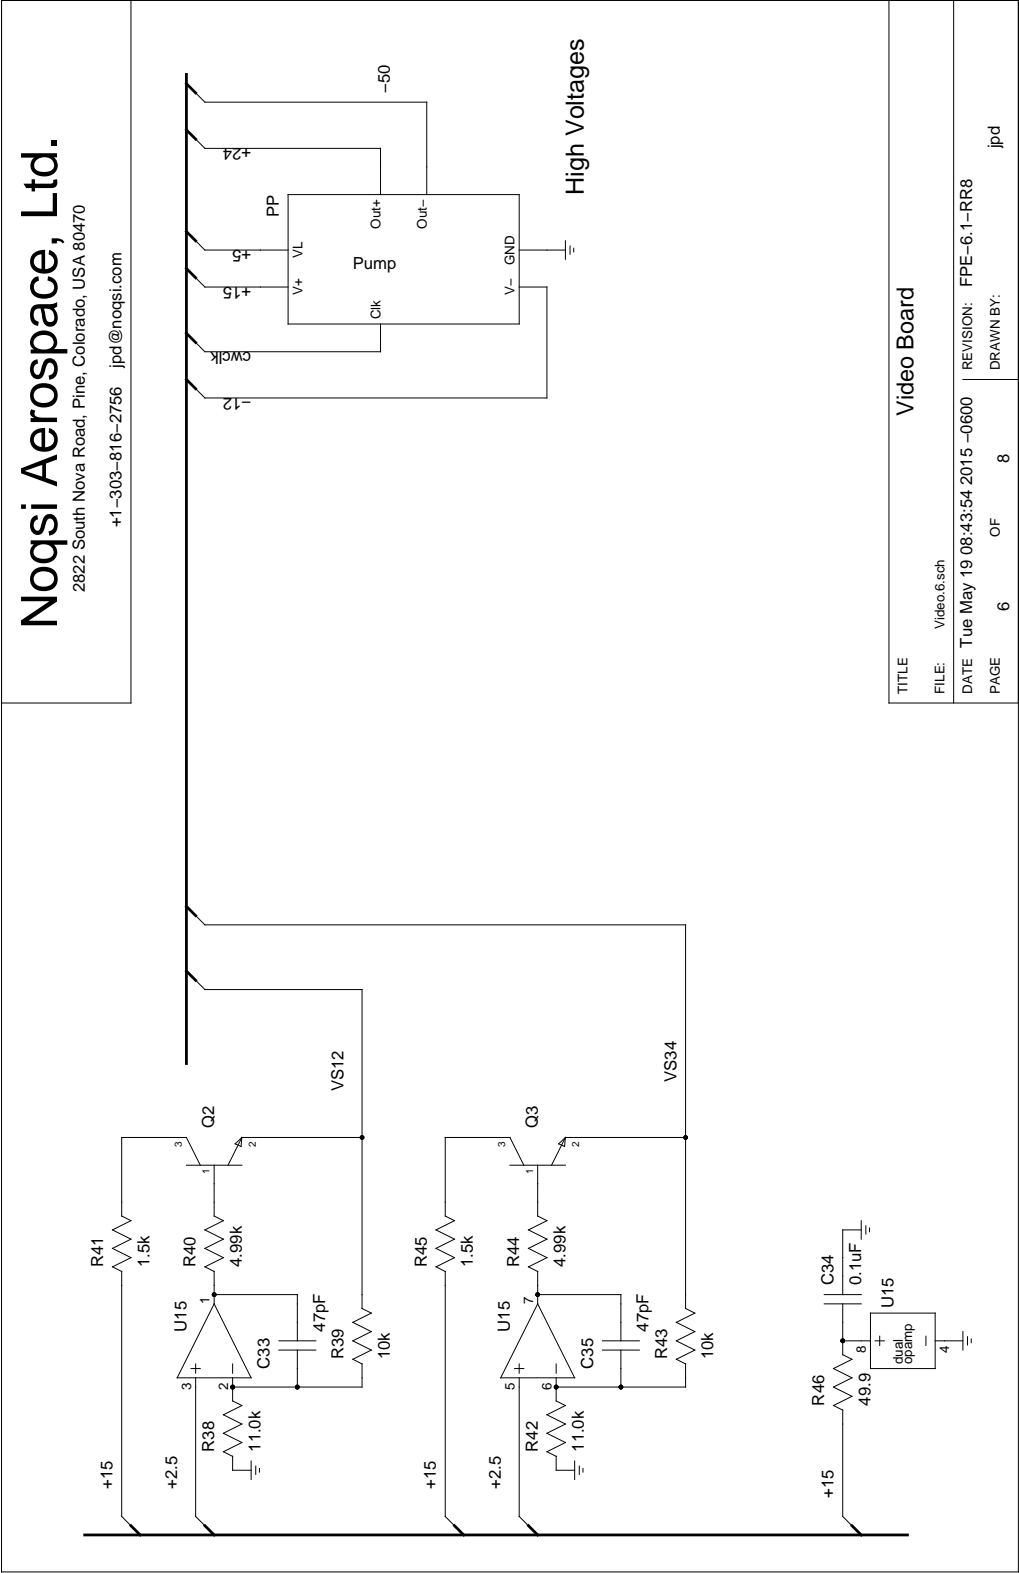 Noqsi Aerospace, Ltd.
2822 South Nova Road, Pine, Colorado, USA 80470
+1−303−816−2756 jpd@noqsi.com
+15
R41
1.5k
3
1
2
Q2
+2.5
3
2
+
−
U15
1
R40
4.99k
R38
11.0k
C33
47pF
R39
10k
VS12
+15
R45
1.5k
3
1
2
Q3
+2.5
5
6
+
−
U15
7
R44
4.99k
R42
11.0k
C35
47pF
R43
10k
VS34
+15
R46
49.9
C34
0.1uF
U15
8
+
dual
opamp
−
4
−12
cwclk
+15
+5
+24
−50
PP
V+
VL
Clk
Pump
Out+
Out−
V−
GND
High Voltages
TITLE
Video Board
FILE: Video.6.sch
REVISION: FPE−6.1−RR8
DATE Tue May 19 08:43:54 2015 −0600
PAGE 6 OF 8
DRAWN BY: jpd